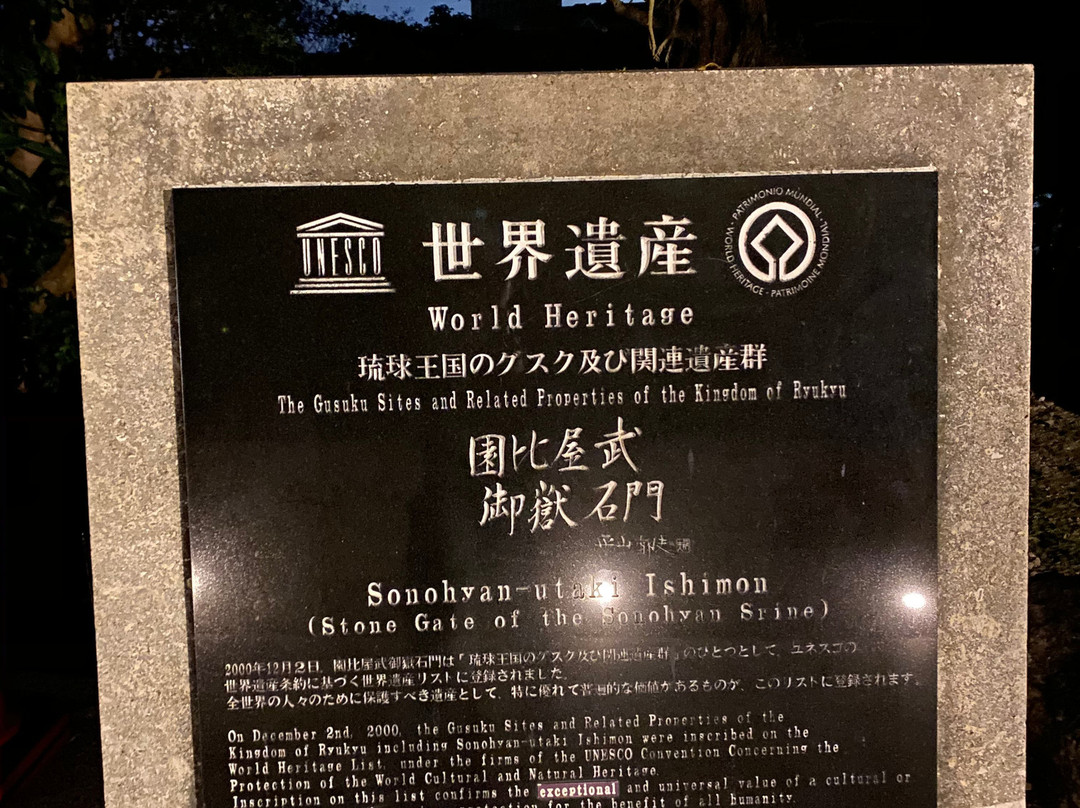 UNESCO
世界遺産
PATRIMONIO MUNDIAL · WORLD HERITAGE · PATRIMOINE MONDIAL
World Heritage
琉球王国のグスク及び関連遺産群
The Gusuku Sites and Related Properties of the Kingdom of Ryukyu
園比屋武
御嶽石門
Sonohyan-utaki Ishimon
(Stone Gate of the Sonohyan Srine)
2000年12月2日、園比屋武御嶽石門は「琉球王国のグスク及び関連遺産群」のひとつとして、ユネスコの
世界遺産条約に基づく世界遺産リストに登録されました。
全世界の人々のために保護すべき遺産として、特に優れて普遍的な価値があるものが、このリストに登録されます。
On December 2nd, 2000, the Gusuku Sites and Related Properties of the
Kingdom of Ryukyu including Sonohyan-utaki Ishimon were inscribed on the
World Heritage List, under the firms of the UNESCO Convention Concerning the
Protection of the World Cultural and Natural Heritage.
Inscription on this list confirms the exceptional and universal value of a cultural or
protection for the benefit of all humanity.